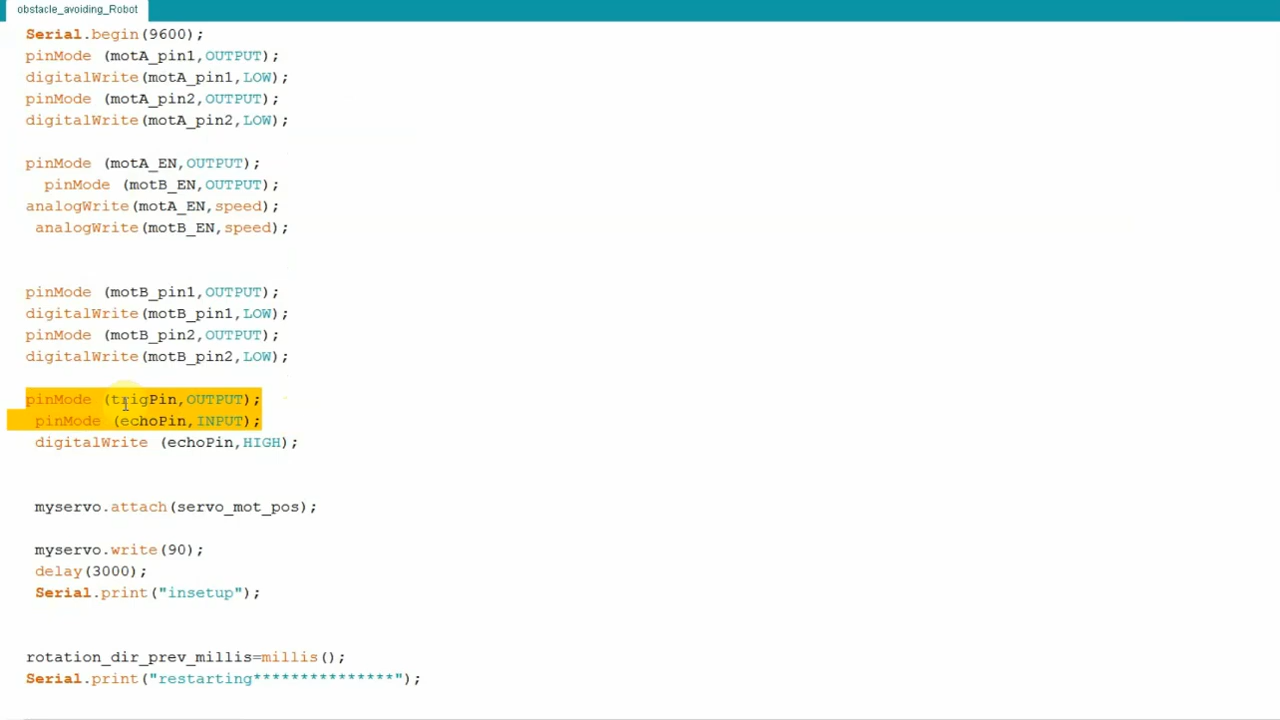 obstacle_avoiding_Robot
Serial.begin(9600);
pinMode (motA_pin1,OUTPUT);
digitalWrite(motA_pin1,LOW);
pinMode (motA_pin2,OUTPUT);
digitalWrite(motA_pin2,LOW);
pinMode (motA_EN,OUTPUT);
pinMode (motB_EN,OUTPUT);
analogWrite(motA_EN,speed);
analogWrite(motB_EN,speed);
pinMode (motB_pin1,OUTPUT);
digitalWrite(motB_pin1,LOW);
pinMode (motB_pin2,OUTPUT);
digitalWrite(motB_pin2,LOW);
pinMode (trigPin,OUTPUT);
pinMode (echoPin,INPUT);
digitalWrite (echoPin,HIGH);
myservo.attach(servo_mot_pos);
myservo.write(90);
delay(3000);
Serial.print("insetup");
rotation_dir_prev_millis=millis();
Serial.print("restarting***************");